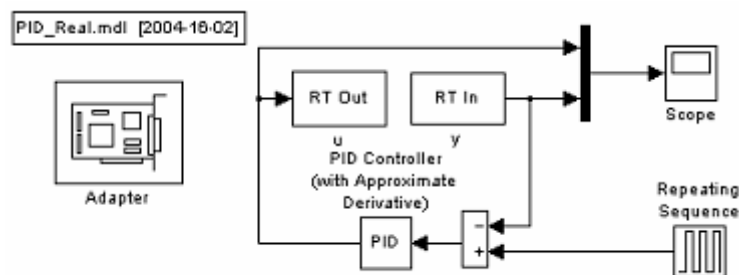 PID_Real.mdl [2004-16-02]
RT Out
RT In
u
y
PID Controller
(with Approximate
Derivative)
Adapter
Scope
Repeating
Sequence
PID
−
+